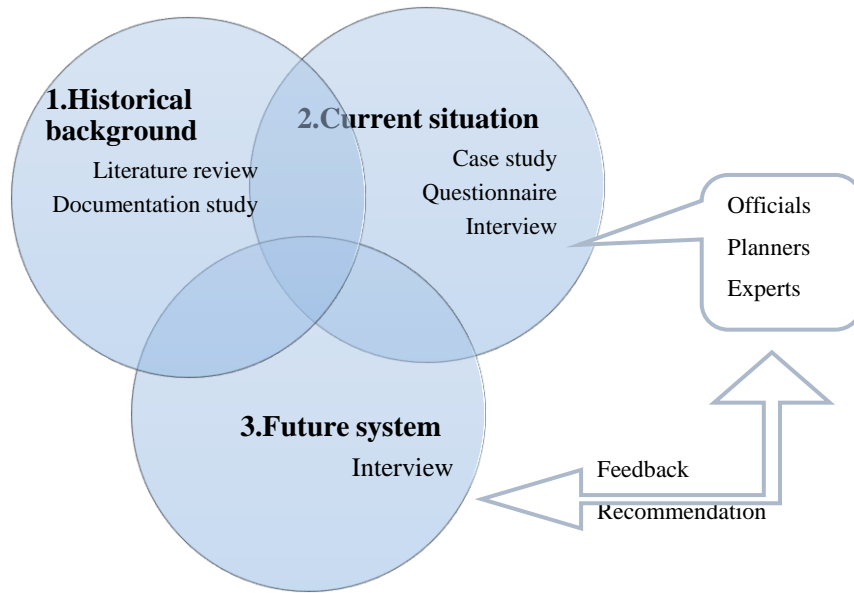 1.Historical
background
Literature review
Documentation study
2.Current situation
Case study
Questionnaire
Interview
Officials
Planners
Experts
3.Future system
Interview
Feedback
Recommendation